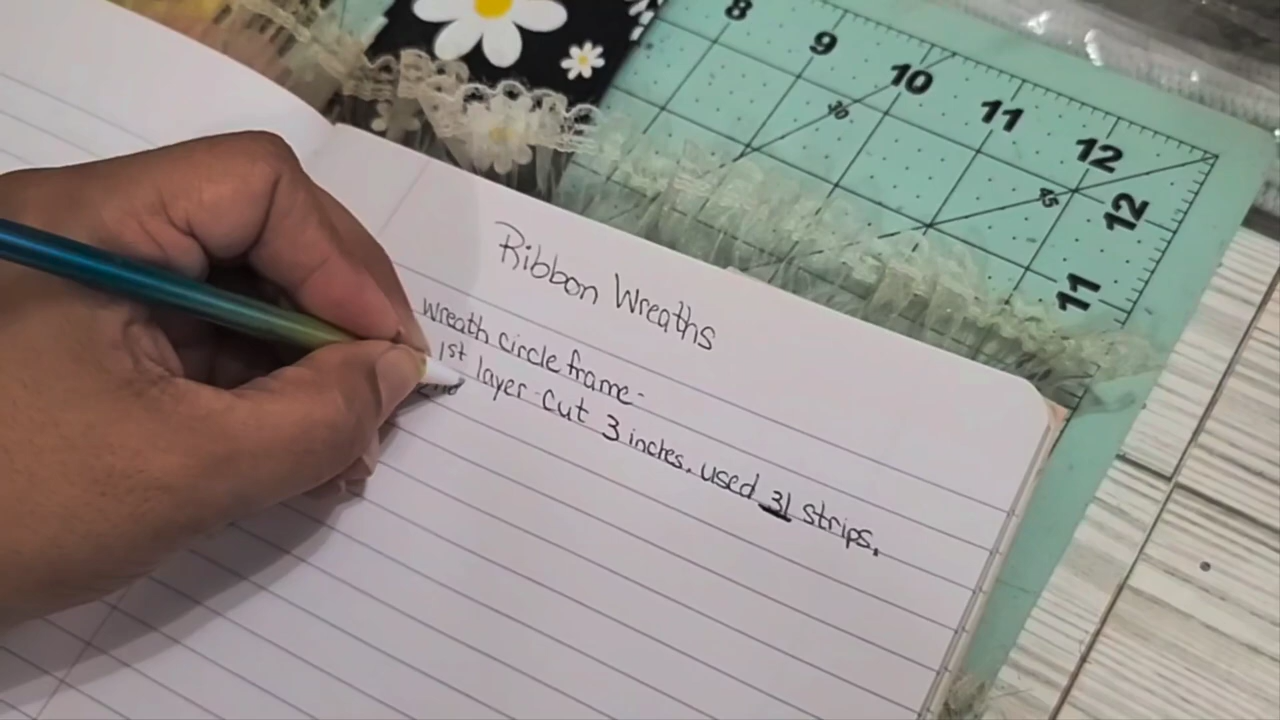 8 9 10 11 12
45
12
11
Ribbon Wreaths
Wreath circle frame-
1st layer-cut 3 inches. used 31 strips.